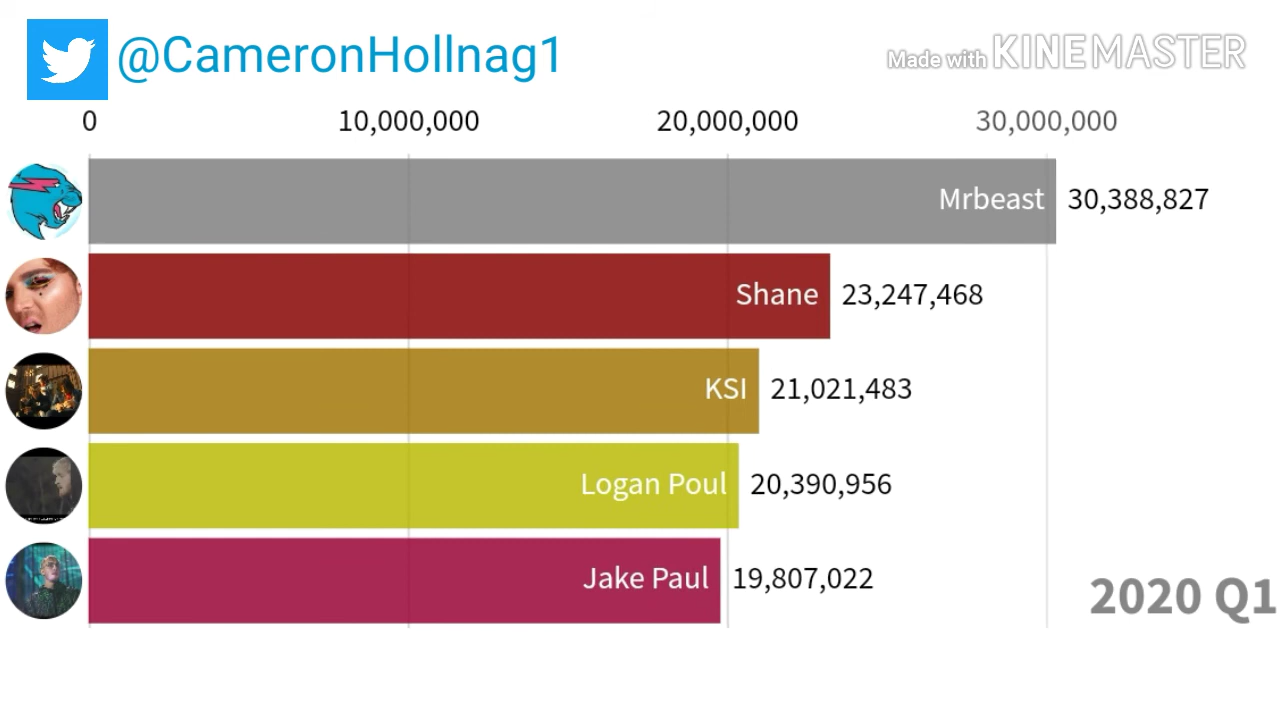 @CameronHollnag1
Made with KINEMASTER
0 10,000,000 20,000,000 30,000,000
Mrbeast 30,388,827
Shane 23,247,468
KSI 21,021,483
Logan Poul 20,390,956
Jake Paul 19,807,022
2020 Q1